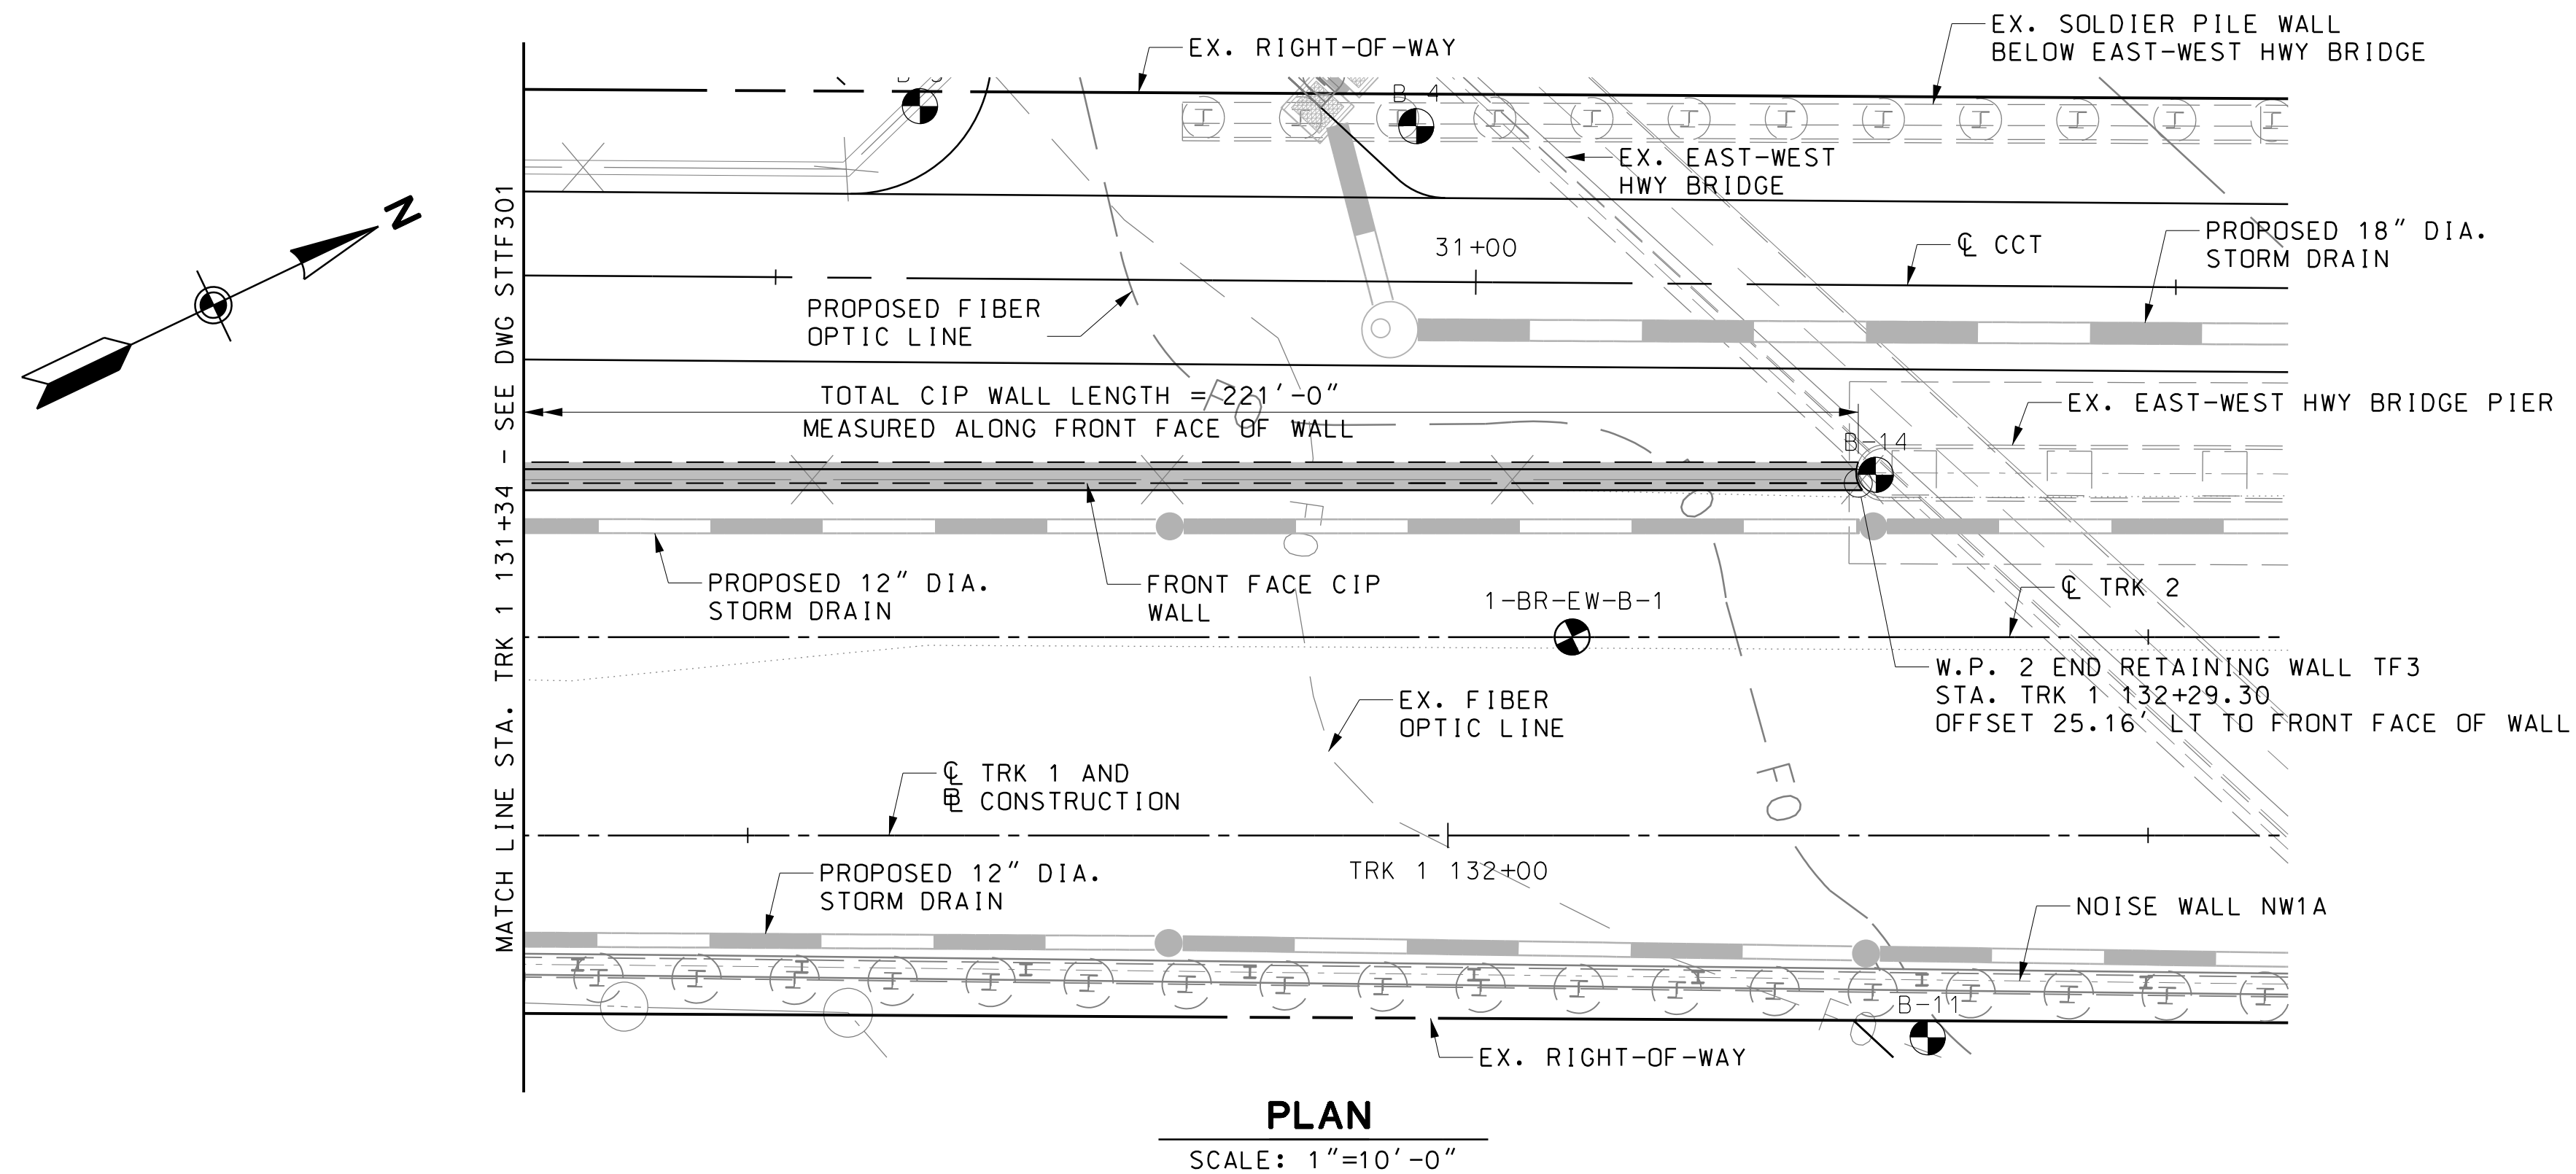 EX. RIGHT-OF-WAY
EX. SOLDIER PILE WALL
BELOW EAST-WEST HWY BRIDGE
B-4
EX. EAST-WEST
HWY BRIDGE
N
31+00
℄ CCT
PROPOSED 18" DIA.
STORM DRAIN
PROPOSED FIBER
OPTIC LINE
MATCH LINE STA. TRK 1 131+34 - SEE DWG STTF301
TOTAL CIP WALL LENGTH = 221'-0"
MEASURED ALONG FRONT FACE OF WALL
FO
EX. EAST-WEST HWY BRIDGE PIER
B-14
FO
PROPOSED 12" DIA.
STORM DRAIN
FRONT FACE CIP
WALL
1-BR-EW-B-1
℄ TRK 2
W.P. 2 END RETAINING WALL TF3
STA. TRK 1 132+29.30
OFFSET 25.16' LT TO FRONT FACE OF WALL
EX. FIBER
OPTIC LINE
FO
℄ TRK 1 AND
BL CONSTRUCTION
TRK 1 132+00
PROPOSED 12" DIA.
STORM DRAIN
NOISE WALL NW1A
FO
B-11
EX. RIGHT-OF-WAY
PLAN
SCALE: 1"=10'-0"